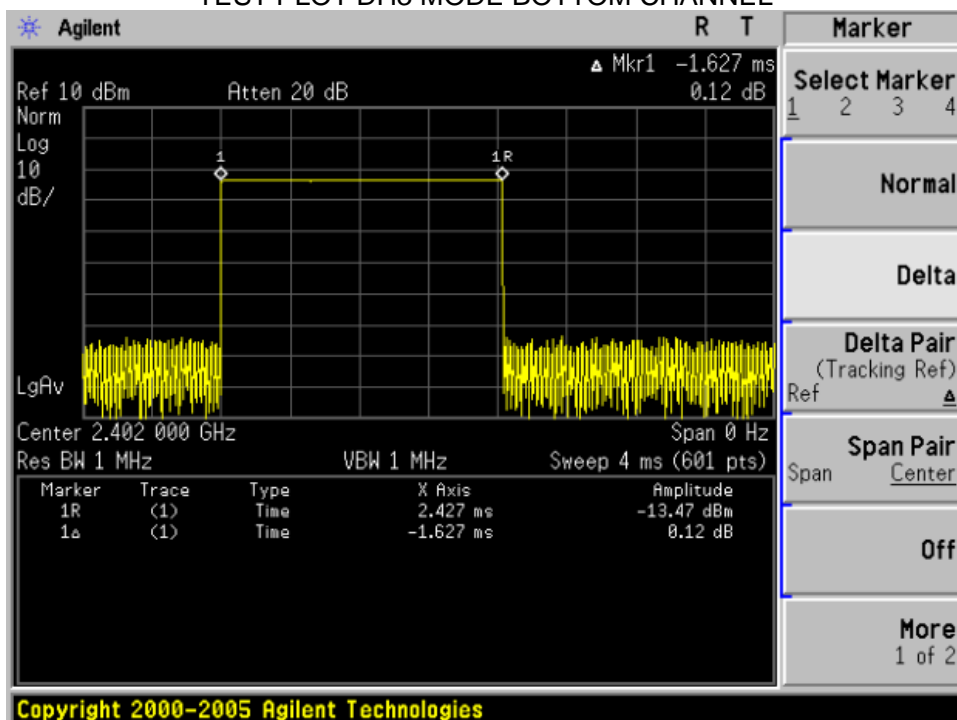 Agilent R T
Δ Mkr1 -1.627 ms
Ref 10 dBm Atten 20 dB 0.12 dB
Norm
Log
10
dB/
1 1R
LgAv
Center 2.402 000 GHz Span 0 Hz
Res BW 1 MHz VBW 1 MHz Sweep 4 ms (601 pts)
Marker Trace Type X Axis Amplitude
1R (1) Time 2.427 ms -13.47 dBm
1Δ (1) Time -1.627 ms 0.12 dB
Marker
Select Marker
1 2 3 4
Normal
Delta
Delta Pair
(Tracking Ref)
Ref Δ
Span Pair
Span Center
Off
More
1 of 2
Copyright 2000-2005 Agilent Technologies